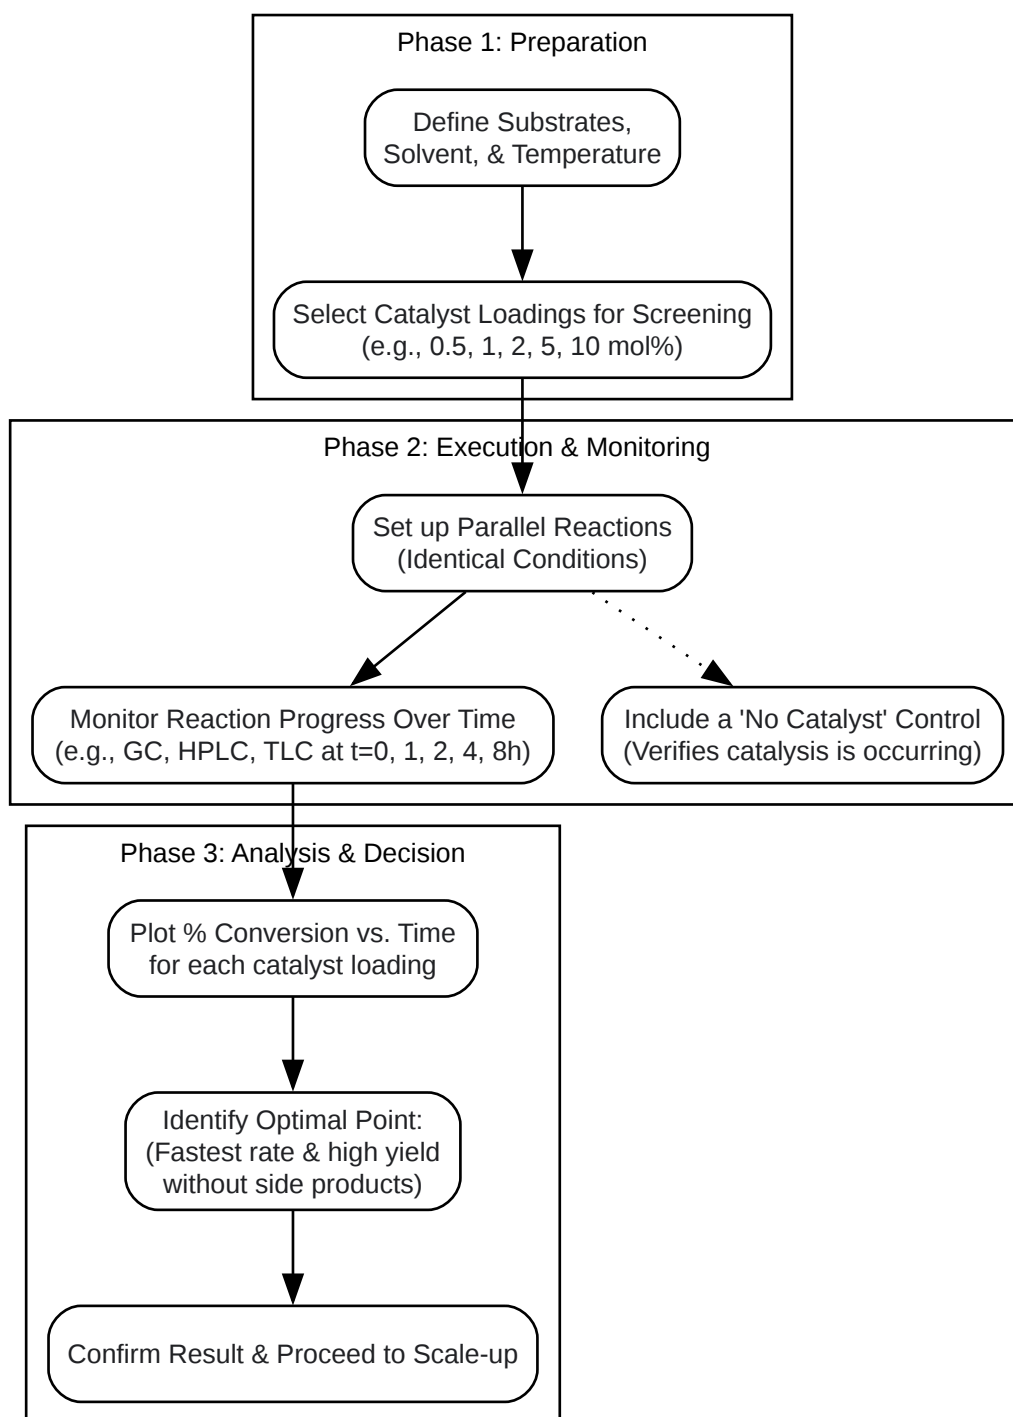 Phase 1: Preparation
Define Substrates,
Solvent, & Temperature
Select Catalyst Loadings for Screening
(e.g., 0.5, 1, 2, 5, 10 mol%)
Phase 2: Execution & Monitoring
Set up Parallel Reactions
(Identical Conditions)
Monitor Reaction Progress Over Time
(e.g., GC, HPLC, TLC at t=0, 1, 2, 4, 8h)
Include a 'No Catalyst' Control
(Verifies catalysis is occurring)
Phase 3: Analysis & Decision
Plot % Conversion vs. Time
for each catalyst loading
Identify Optimal Point:
(Fastest rate & high yield
without side products)
Confirm Result & Proceed to Scale-up